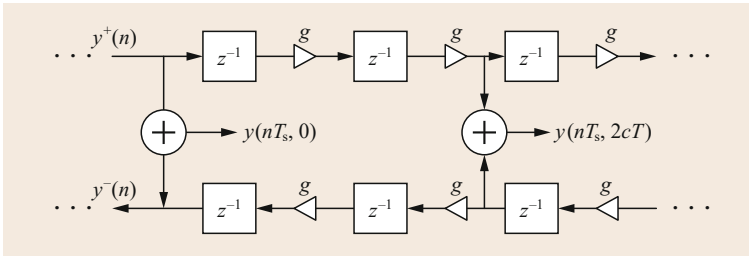 y⁺(n) g g g
· · · z⁻¹ z⁻¹ z⁻¹ · · ·
+ y(nTₛ, 0) + y(nTₛ, 2cT)
y⁻(n) g g g
· · · z⁻¹ z⁻¹ z⁻¹ · · ·